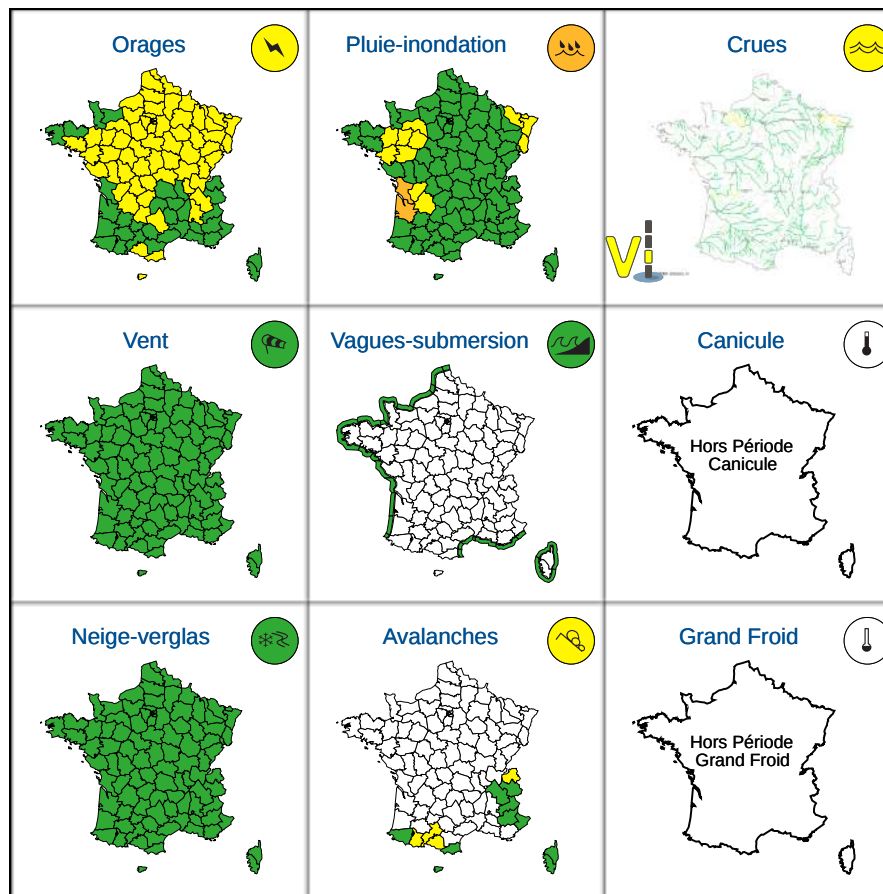 Orages
Pluie-inondation
Crues
Vi
Vent
Vagues-submersion
Canicule
Hors Période
Canicule
Neige-verglas
Avalanches
Grand Froid
Hors Période
Grand Froid